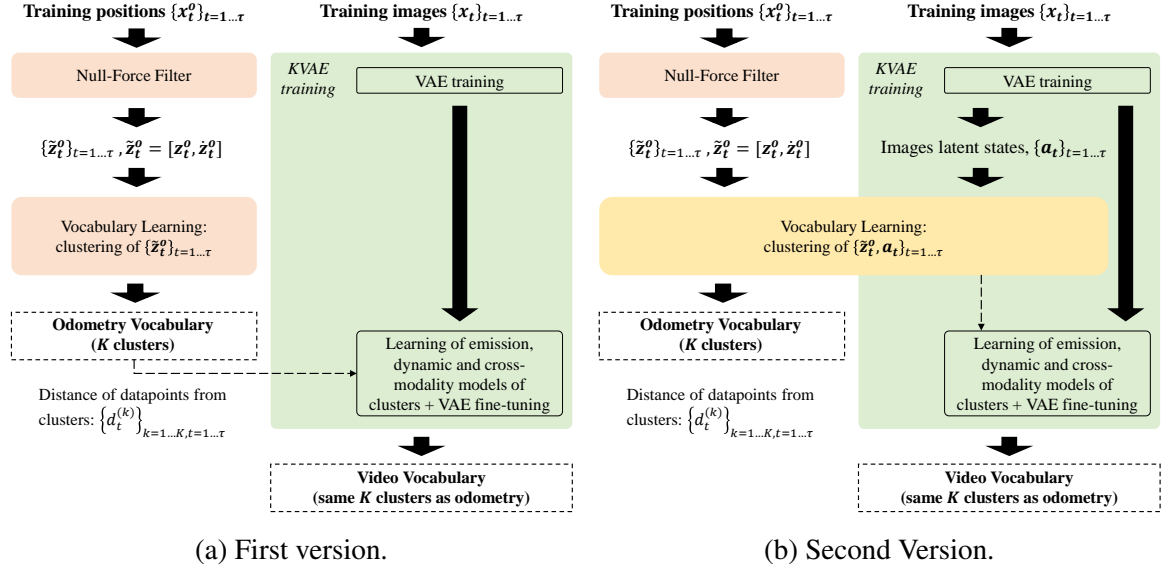 Training positions {x_t^o}_{t=1…τ}
Null-Force Filter
{z̃_t^o}_{t=1…τ} , z̃_t^o = [z_t^o, ż_t^o]
Vocabulary Learning:
clustering of {z̃_t^o}_{t=1…τ}
Odometry Vocabulary
(K clusters)
Distance of datapoints from
clusters: {d_t^{(k)}}_{k=1…K,t=1…τ}
Training images {x_t}_{t=1…τ}
KVAE
training
VAE training
Learning of emission,
dynamic and cross-
modality models of
clusters + VAE fine-tuning
Video Vocabulary
(same K clusters as odometry)
(a) First version.
Training positions {x_t^o}_{t=1…τ}
Null-Force Filter
{z̃_t^o}_{t=1…τ} , z̃_t^o = [z_t^o, ż_t^o]
Training images {x_t}_{t=1…τ}
KVAE
training
VAE training
Images latent states, {a_t}_{t=1…τ}
Vocabulary Learning:
clustering of {z̃_t^o, a_t}_{t=1…τ}
Odometry Vocabulary
(K clusters)
Distance of datapoints from
clusters: {d_t^{(k)}}_{k=1…K,t=1…τ}
Learning of emission,
dynamic and cross-
modality models of
clusters + VAE fine-tuning
Video Vocabulary
(same K clusters as odometry)
(b) Second Version.